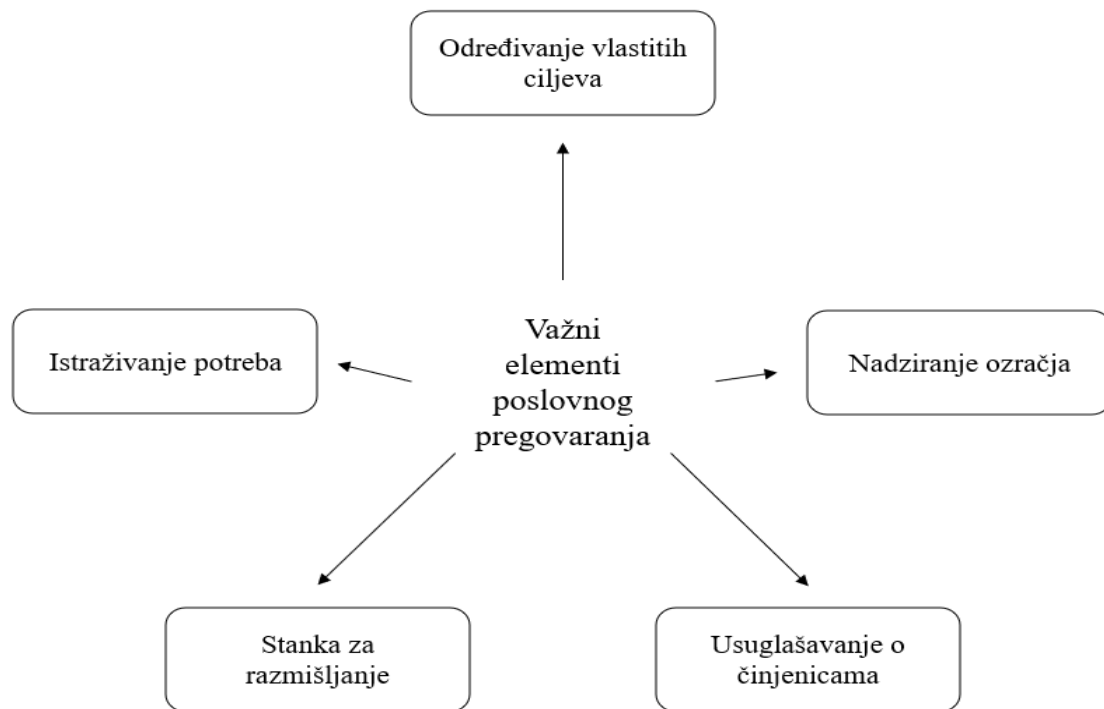 Određivanje vlastitih
ciljeva
Istraživanje potreba
Važni
elementi
poslovnog
pregovaranja
Nadziranje ozračja
Stanka za
razmišljanje
Usuglašavanje o
činjenicama